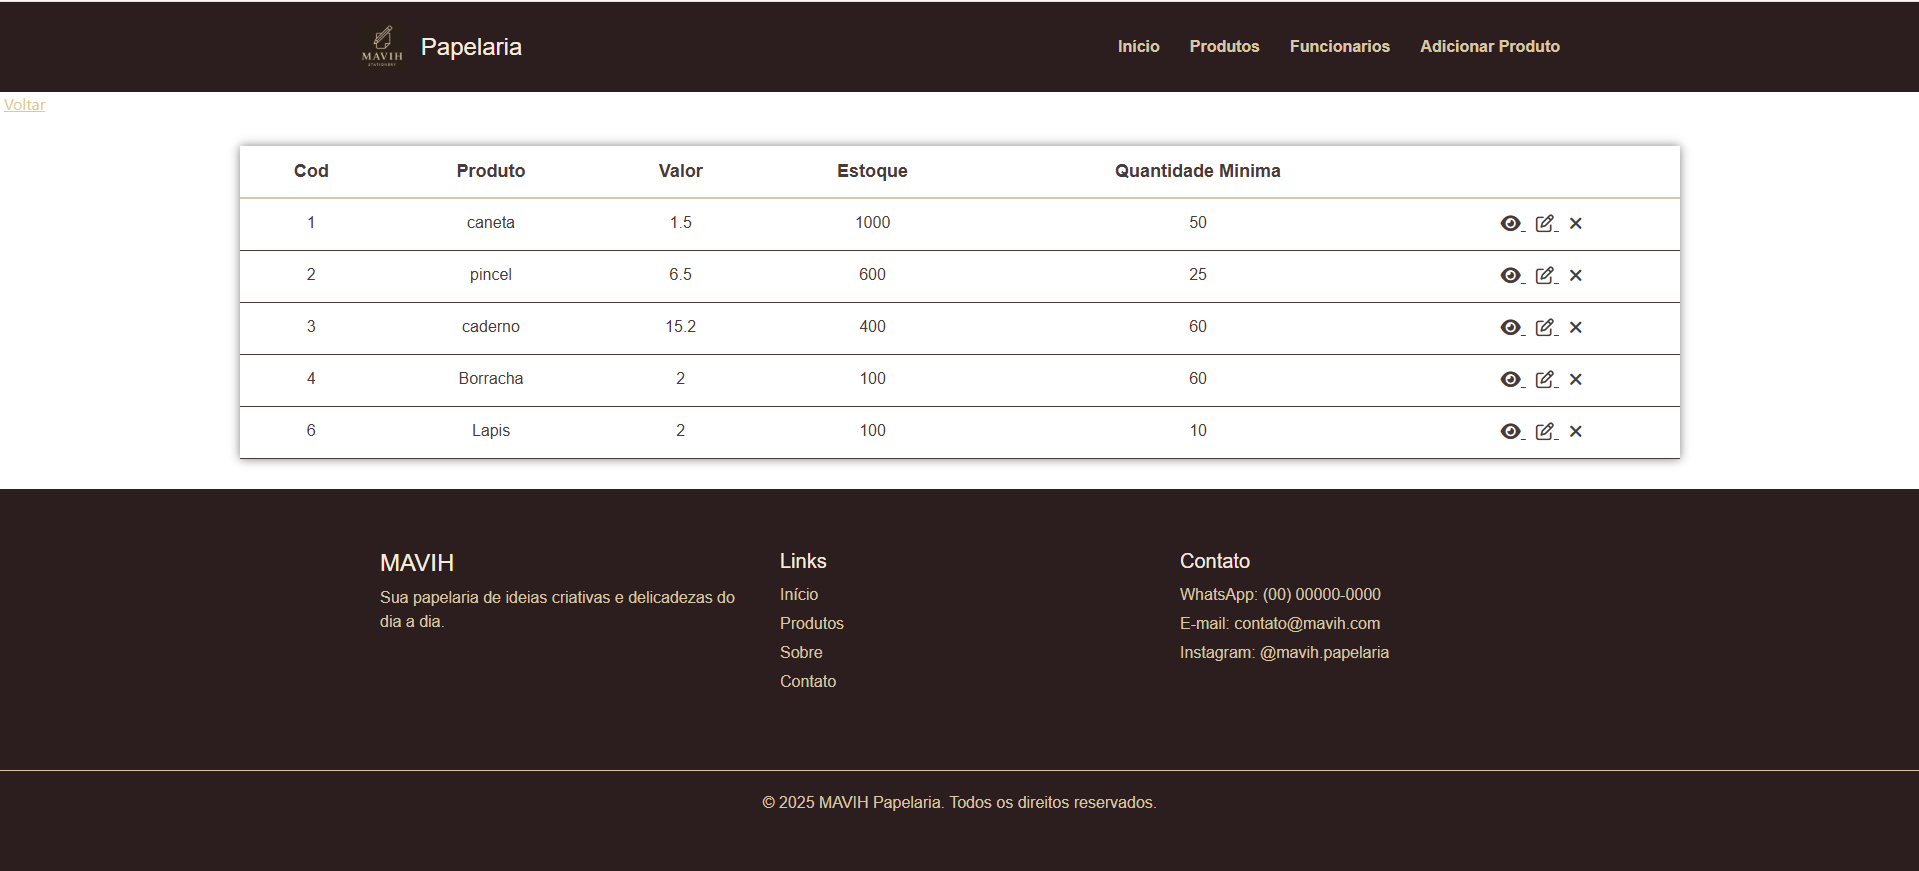 MAVIH
STATIONERY
Papelaria
Início Produtos Funcionarios Adicionar Produto
Voltar
Cod Produto Valor Estoque Quantidade Minima
1 caneta 1.5 1000 50
2 pincel 6.5 600 25
3 caderno 15.2 400 60
4 Borracha 2 100 60
6 Lapis 2 100 10
MAVIH
Sua papelaria de ideias criativas e delicadezas do
dia a dia.
Links
Início
Produtos
Sobre
Contato
Contato
WhatsApp: (00) 00000-0000
E-mail: contato@mavih.com
Instagram: @mavih.papelaria
© 2025 MAVIH Papelaria. Todos os direitos reservados.